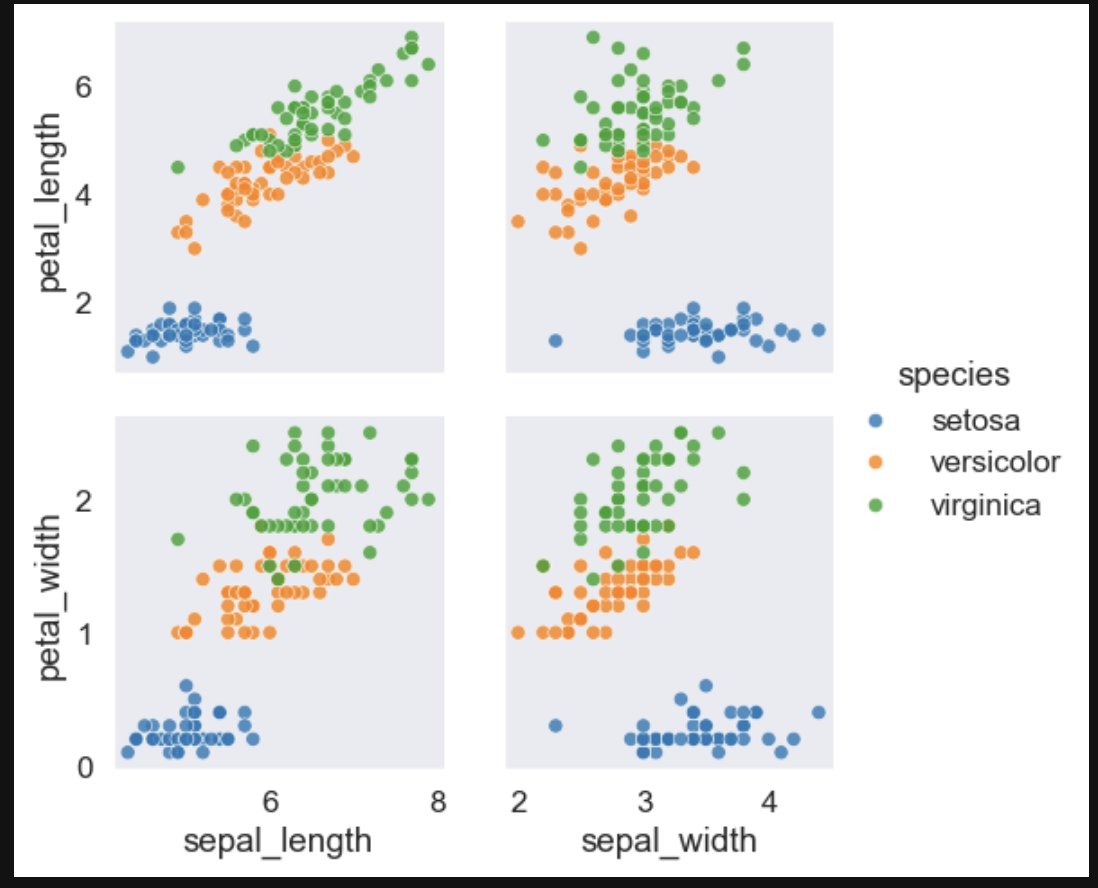 petal_length
6
4
2
species
setosa
versicolor
virginica
petal_width
2
1
0
6 8
2 3 4
sepal_length
sepal_width